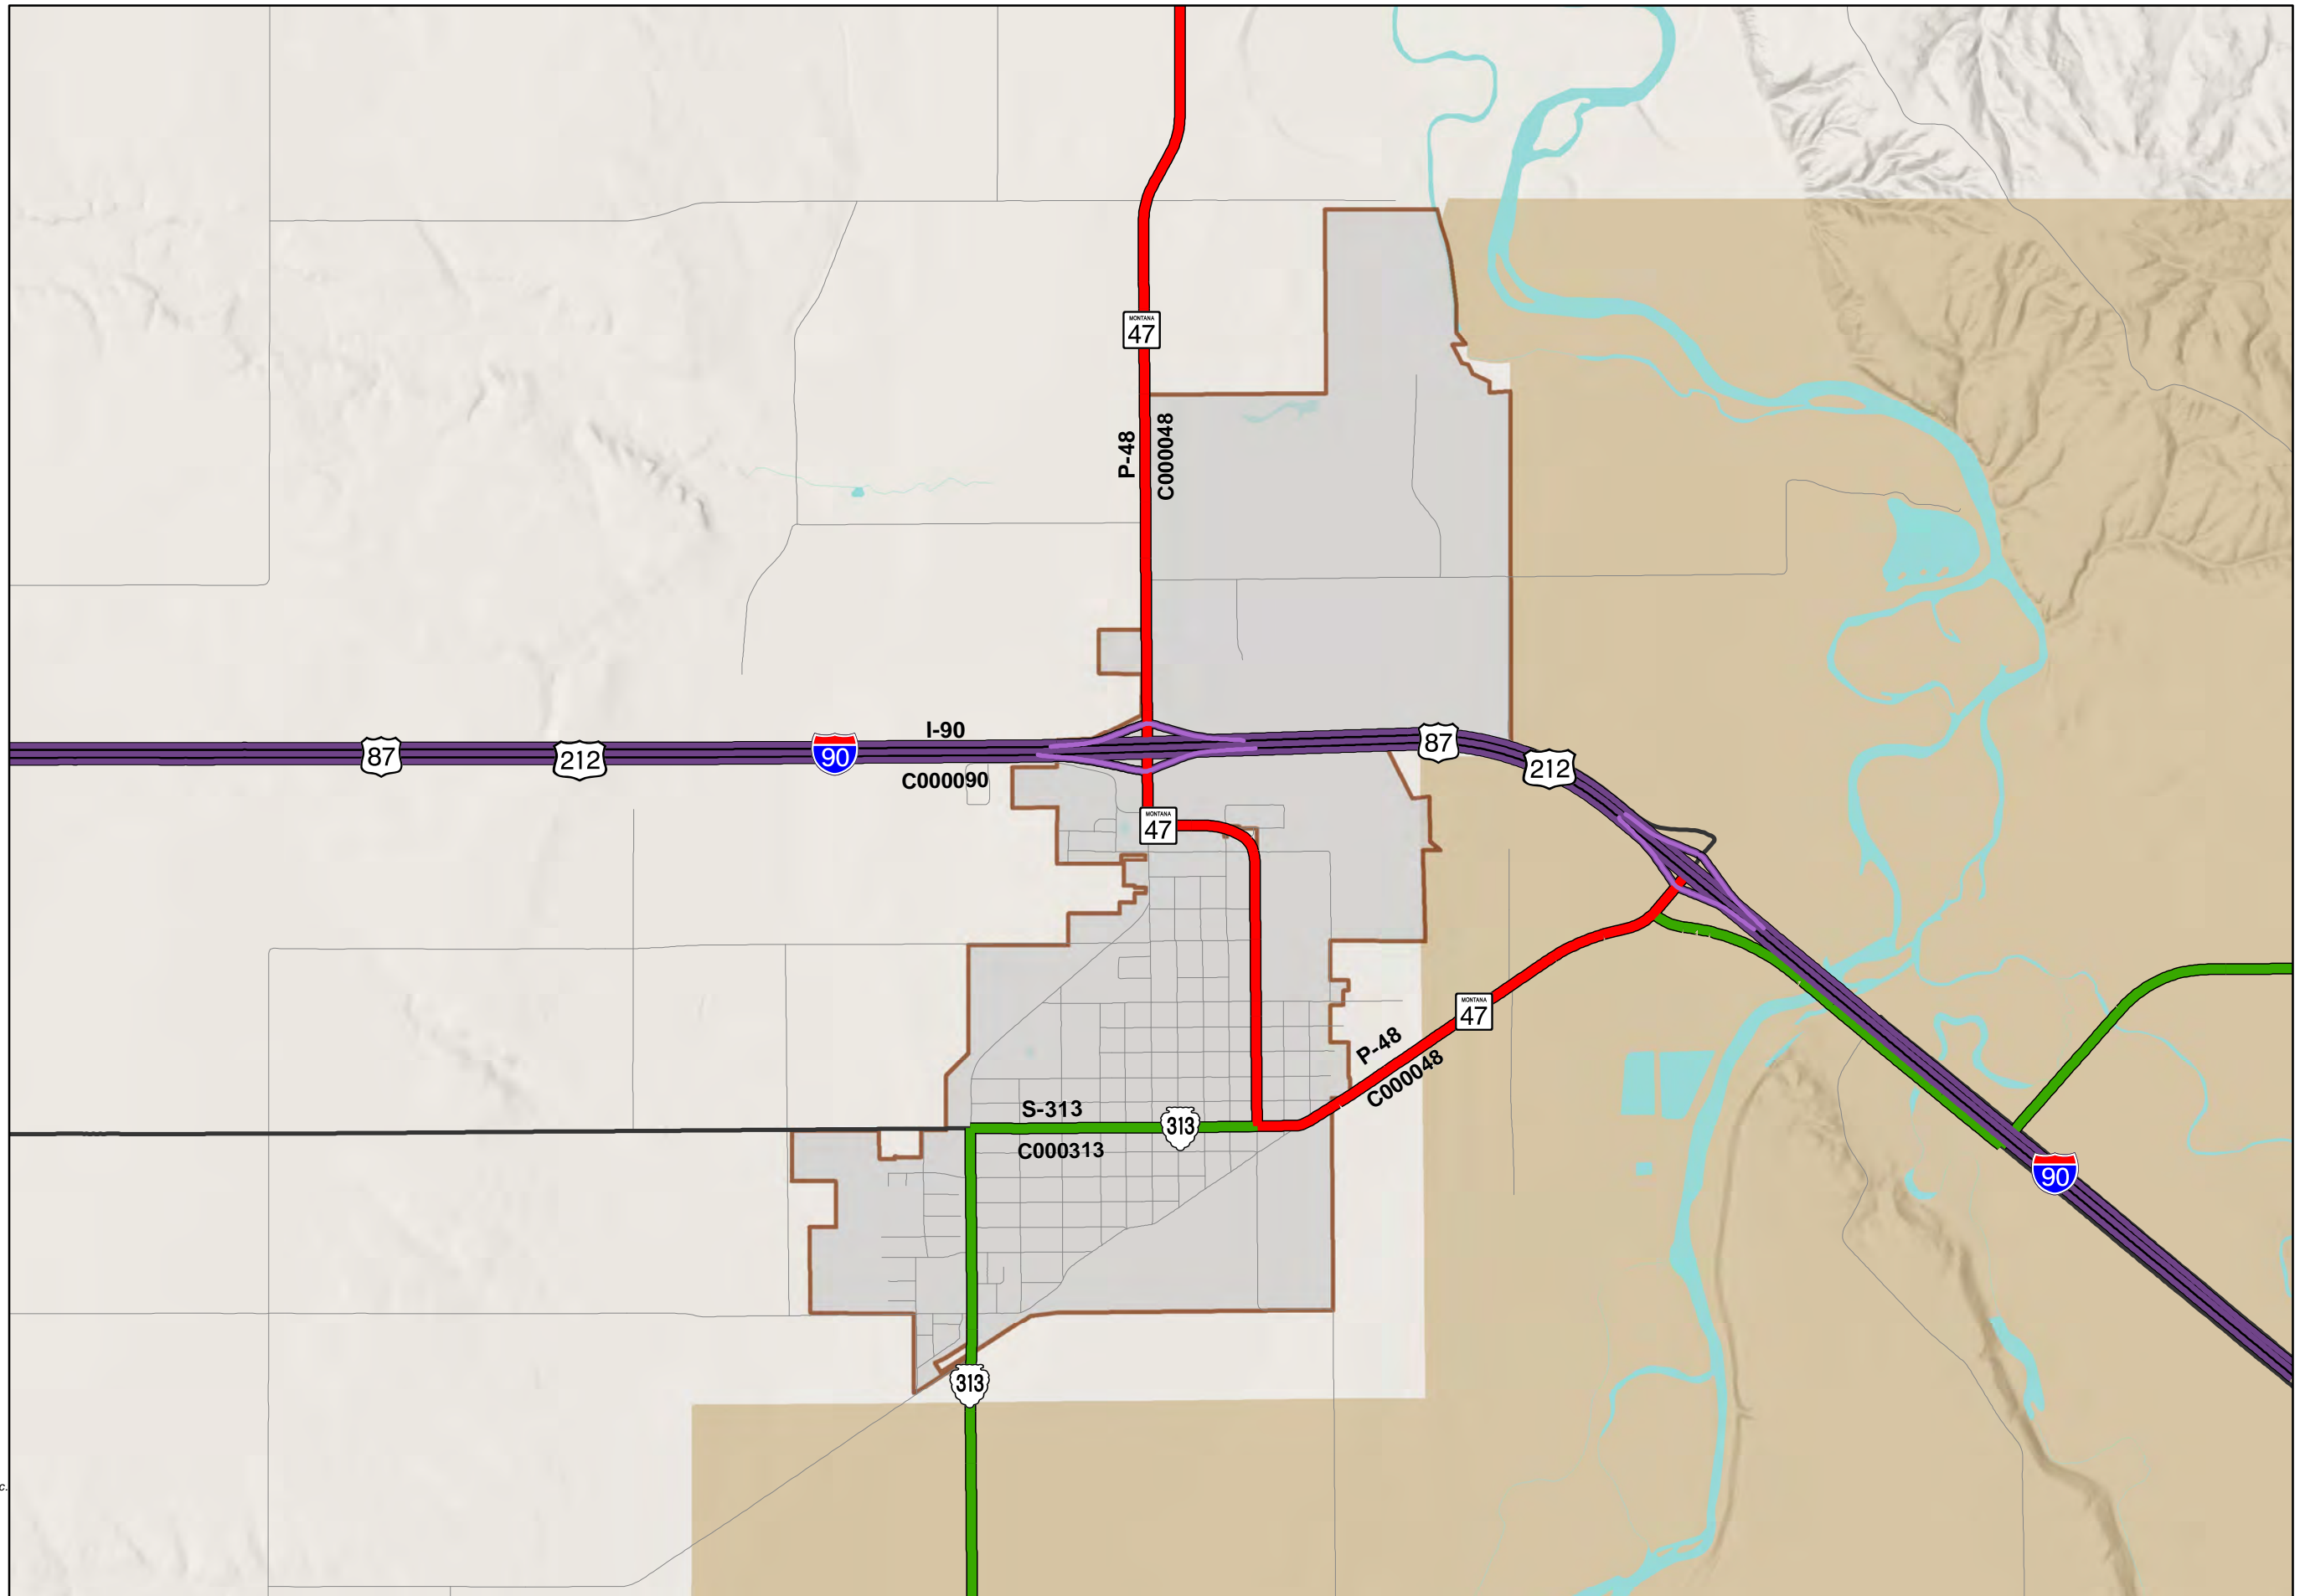 MONTANA
47
P-48
C000048
I-90
87
212
90
C000090
87
212
MONTANA
47
MONTANA
47
P-48
C000048
S-313
313
C000313
90
313
c.